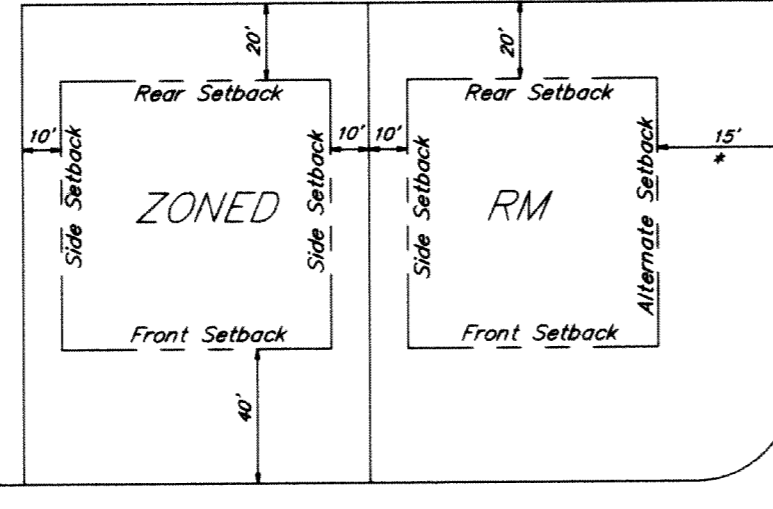 20'
20'
Rear Setback
Rear Setback
10'
10'
10'
15'
*
Side Setback
Side Setback
Side Setback
Alternate Setback
ZONED
RM
Front Setback
Front Setback
40'